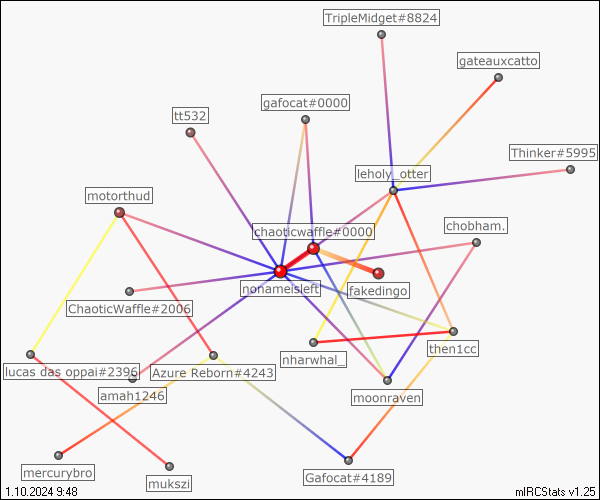 TripleMidget#8824
gateauxcatto
gafocat#0000
tt532
Thinker#5995
leholy_otter
motorthud
chobham.
chaoticwaffle#0000
nonameisleft
fakedingo
ChaoticWaffle#2006
then1cc
nharwhal_
lucas das oppai#2396
Azure Reborn#4243
amah1246
moonraven
mercurybro
mukszi
Gafocat#4189
1.10.2024 9:48
mIRCStats v1.25